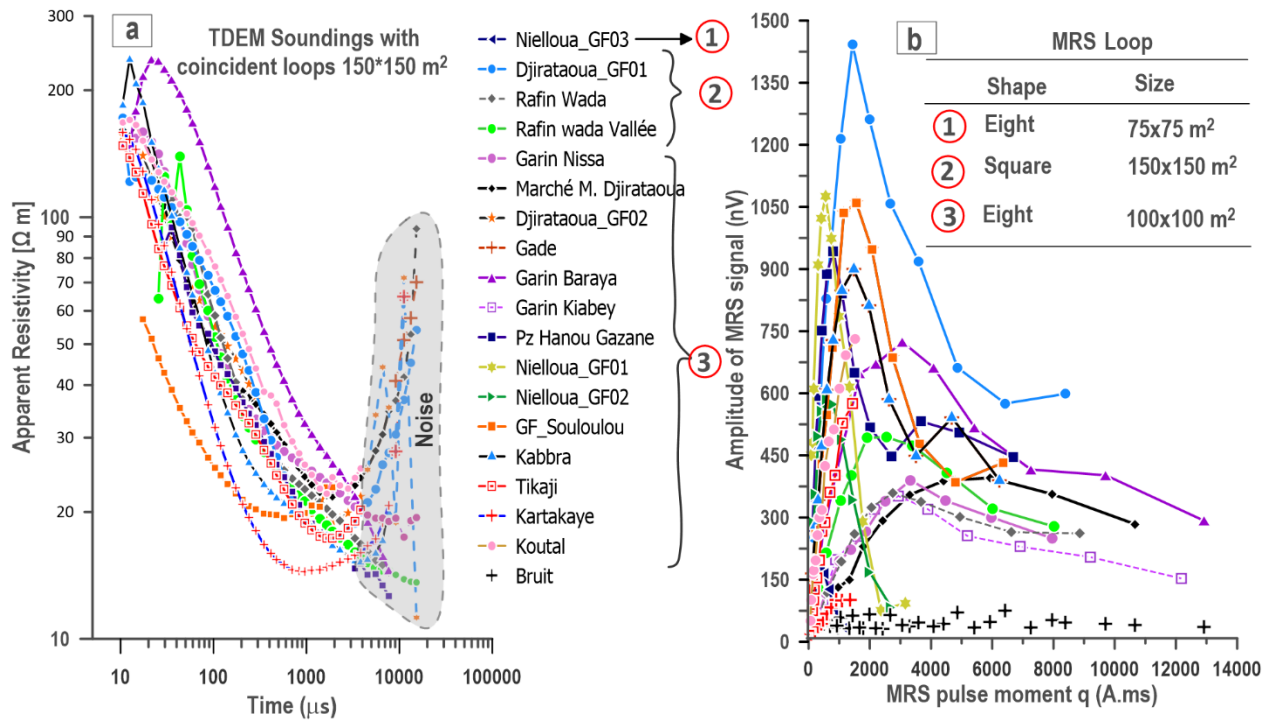 a
TDEM Soundings with
coincident loops 150*150 m²
Apparent Resistivity [Ω m]
300
200
100
90
80
70
60
50
40
30
20
10
10
100
1000
10000
100000
Time (μs)
Noise
Nielloua_GF03
Djirataoua_GF01
Rafin Wada
Rafin wada Vallée
Garin Nissa
Marché M. Djirataoua
Djirataoua_GF02
Gade
Garin Baraya
Garin Kiabey
Pz Hanou Gazane
Nielloua_GF01
Nielloua_GF02
GF_Souloulou
Kabbra
Tikaji
Kartakaye
Koutal
Bruit
1
2
3
b
MRS Loop
Shape Size
1 Eight 75x75 m²
2 Square 150x150 m²
3 Eight 100x100 m²
Amplitude of MRS signal (nV)
1500
1350
1200
1050
900
750
600
450
300
150
0
0 2000 4000 6000 8000 10000 12000 14000
MRS pulse moment q (A.ms)